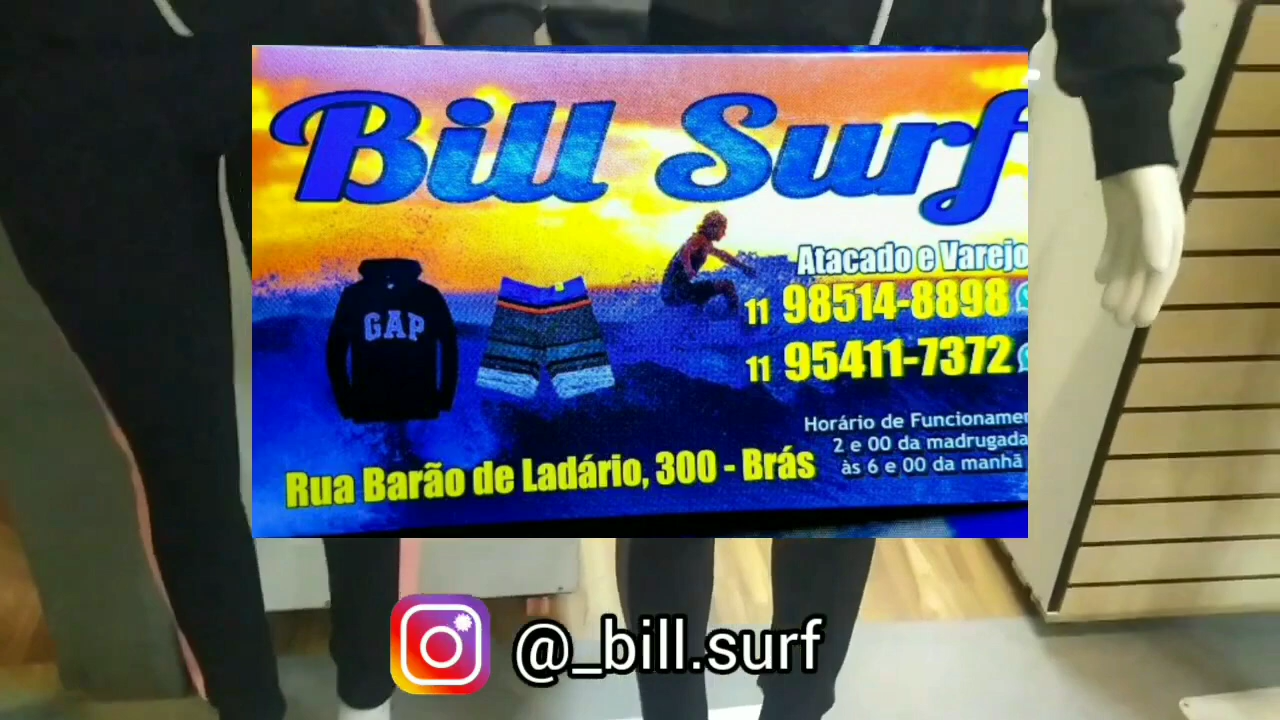 Bill Surf
Atacado e Varejo
11 98514-8898
11 95411-7372
GAP
Horário de Funcioname
2 e 00 da madrugada
às 6 e 00 da manhã
Rua Barão de Ladário, 300 - Brás
@_bill.surf